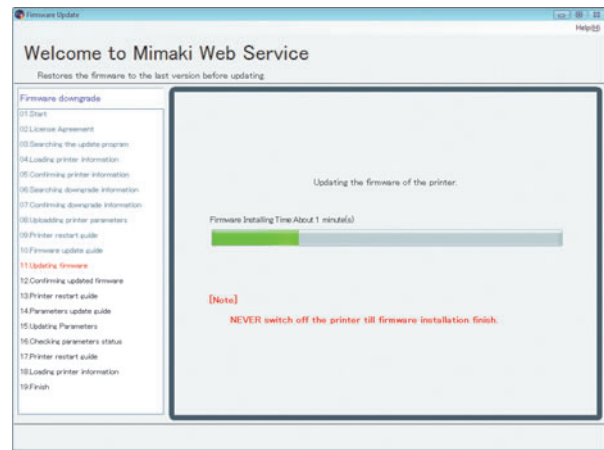 Firmware Update
Help(H)
Welcome to Mimaki Web Service
Restores the firmware to the last version before updating.
Firmware downgrade
01.Start
02.License Agreement
03.Searching the update program
04.Loading printer information
05.Confirming printer information
06.Searching downgrade information
07.Confirming downgrade information
08.Uploadding printer parameters
09.Printer restart guide
10.Firmware update guide
11.Updating firmware
12.Confirming updated firmware
13.Printer restart guide
14.Parameters update guide
15.Updating Parameters
16.Checking parameters status
17.Printer restart guide
18.Loading printer information
19.Finish
Updating the firmware of the printer.
Firmware Installing Time About 1 minute(s)
[Note]
NEVER switch off the printer till firmware installation finish.